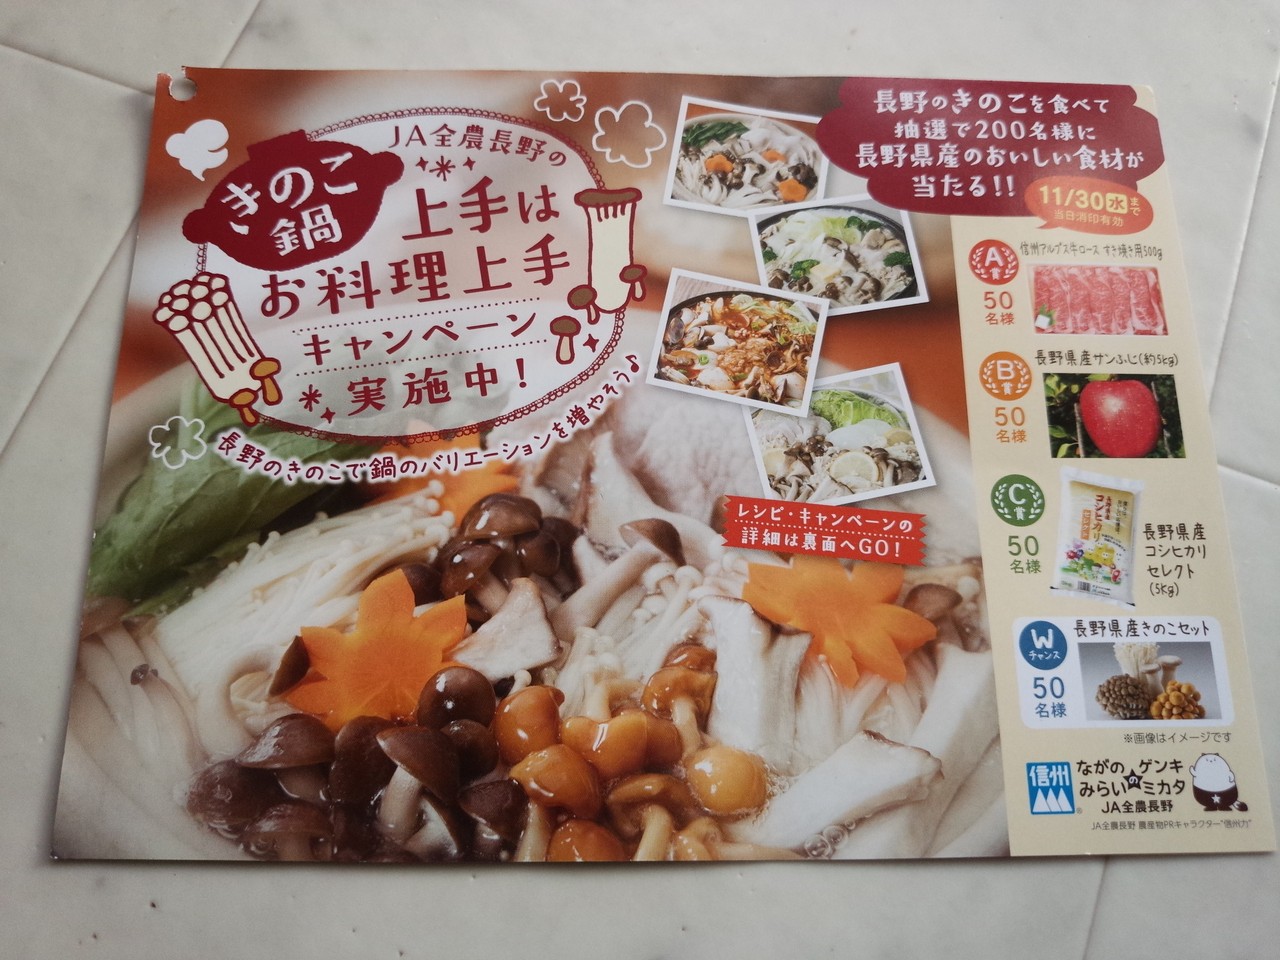 JA全農長野の
きのこ
鍋
上手は
お料理上手
キャンペーン
実施中!
長野のきのこで鍋のバリエーションを増やそう♪
レシピ・キャンペーンの
詳細は裏面へGO!
長野のきのこを食べて
抽選で200名様に
長野県産のおいしい食材が
当たる!!
11/30水まで
当日消印有効
A賞
50
名様
信州アルプス牛ロース すき焼き用500g
B賞
50
名様
長野県産サンふじ(約5kg)
C賞
50
名様
コシヒカリ
長野県産
コシヒカリ
セレクト
(5kg)
Wチャンス
50
名様
長野県産きのこセット
※画像はイメージです
信州
ながの の ゲンキ
みらい ミカタ
JA全農長野
JA全農長野 農産物PRキャラクター"信州力"